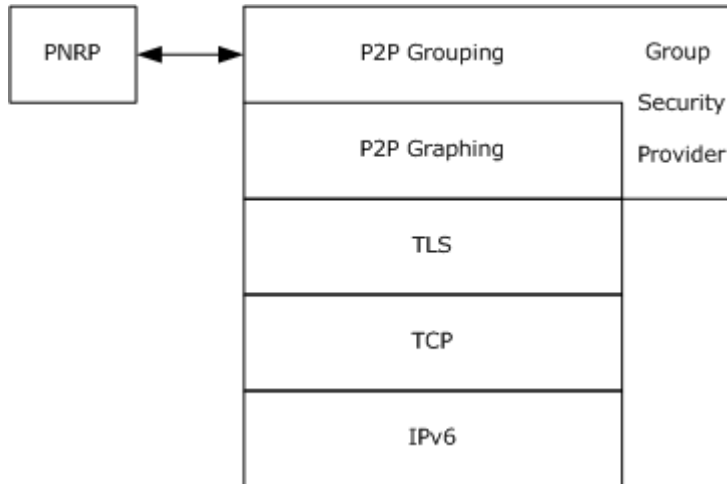 PNRP
P2P Grouping
Group
Security
Provider
P2P Graphing
TLS
TCP
IPv6